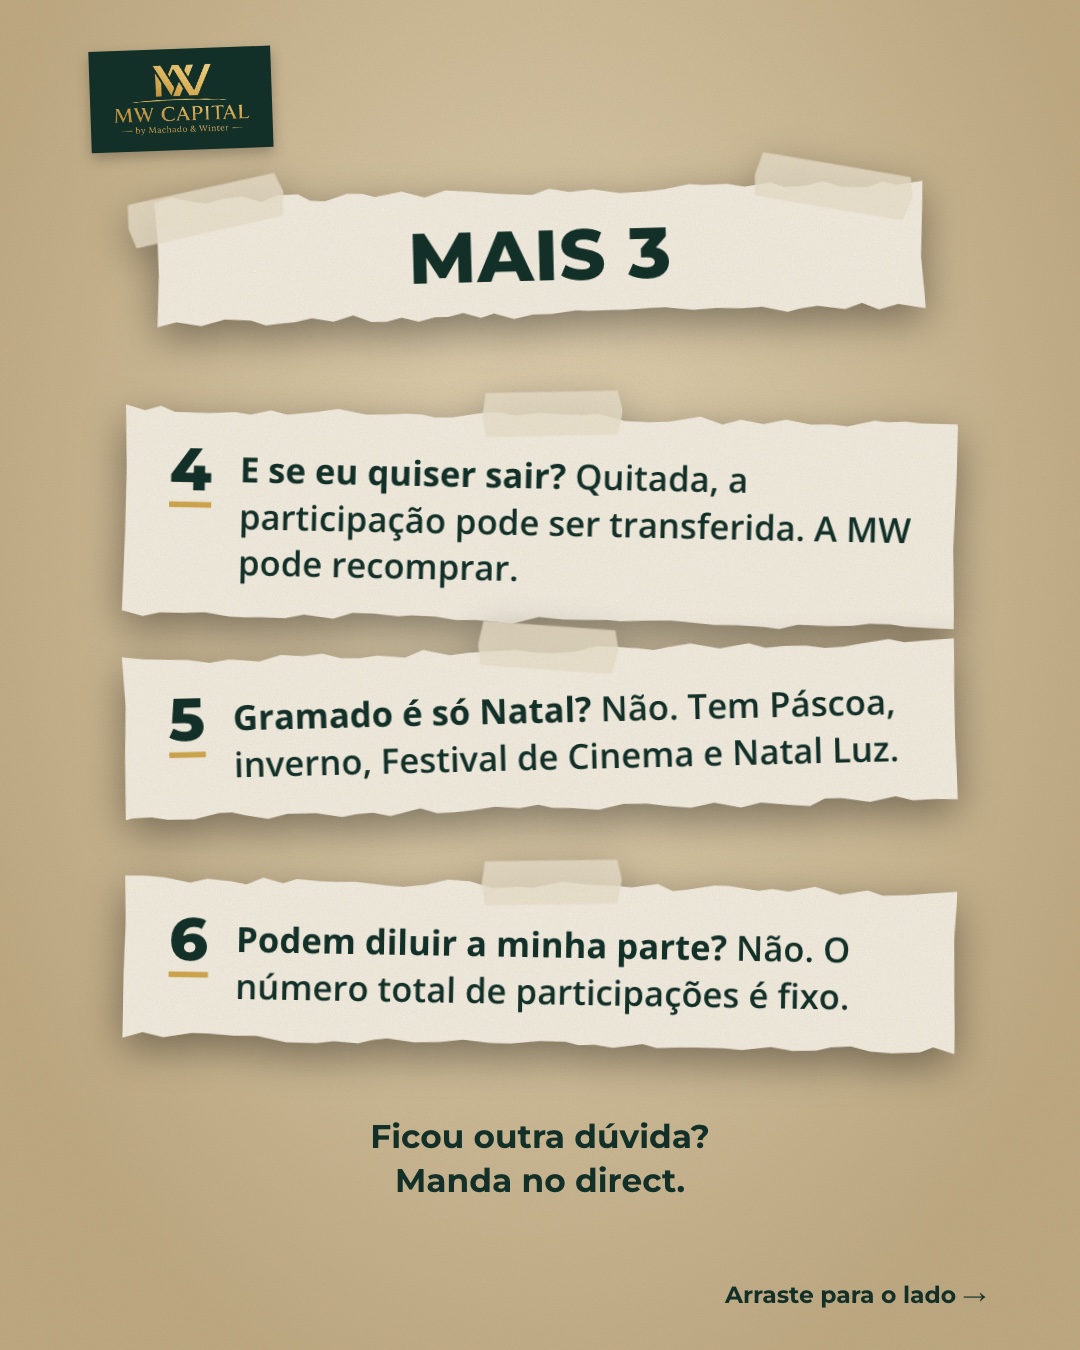 MW CAPITAL
by Machado & Winter
MAIS 3
4
E se eu quiser sair? Quitada, a
participação pode ser transferida. A MW
pode recomprar.
5
Gramado é só Natal? Não. Tem Páscoa,
inverno, Festival de Cinema e Natal Luz.
6
Podem diluir a minha parte? Não. O
número total de participações é fixo.
Ficou outra dúvida?
Manda no direct.
Arraste para o lado →